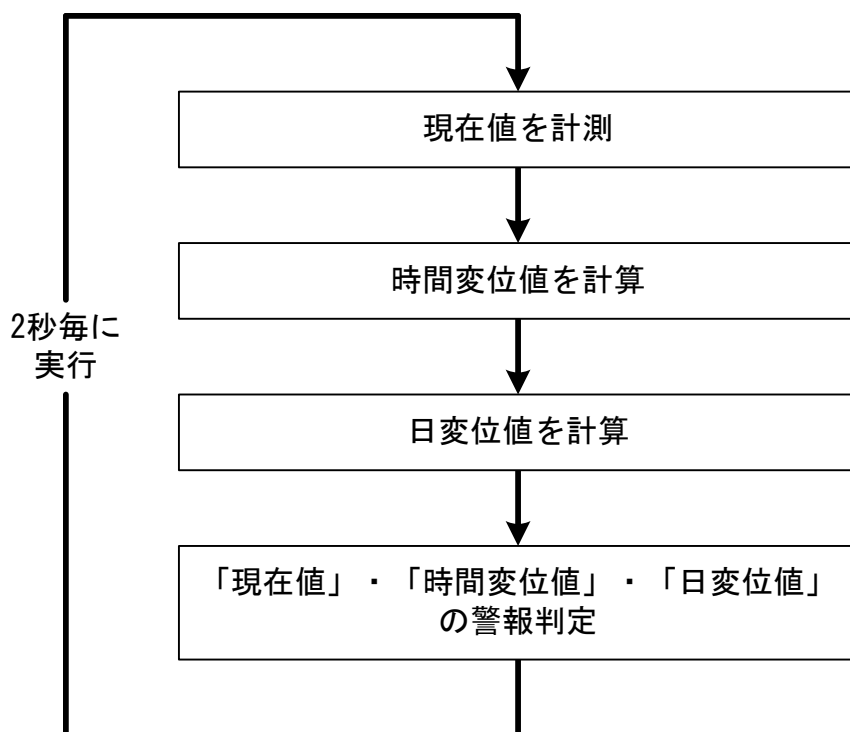 現在値を計測
時間変位値を計算
2秒毎に
実行
日変位値を計算
「現在値」・「時間変位値」・「日変位値」
の警報判定